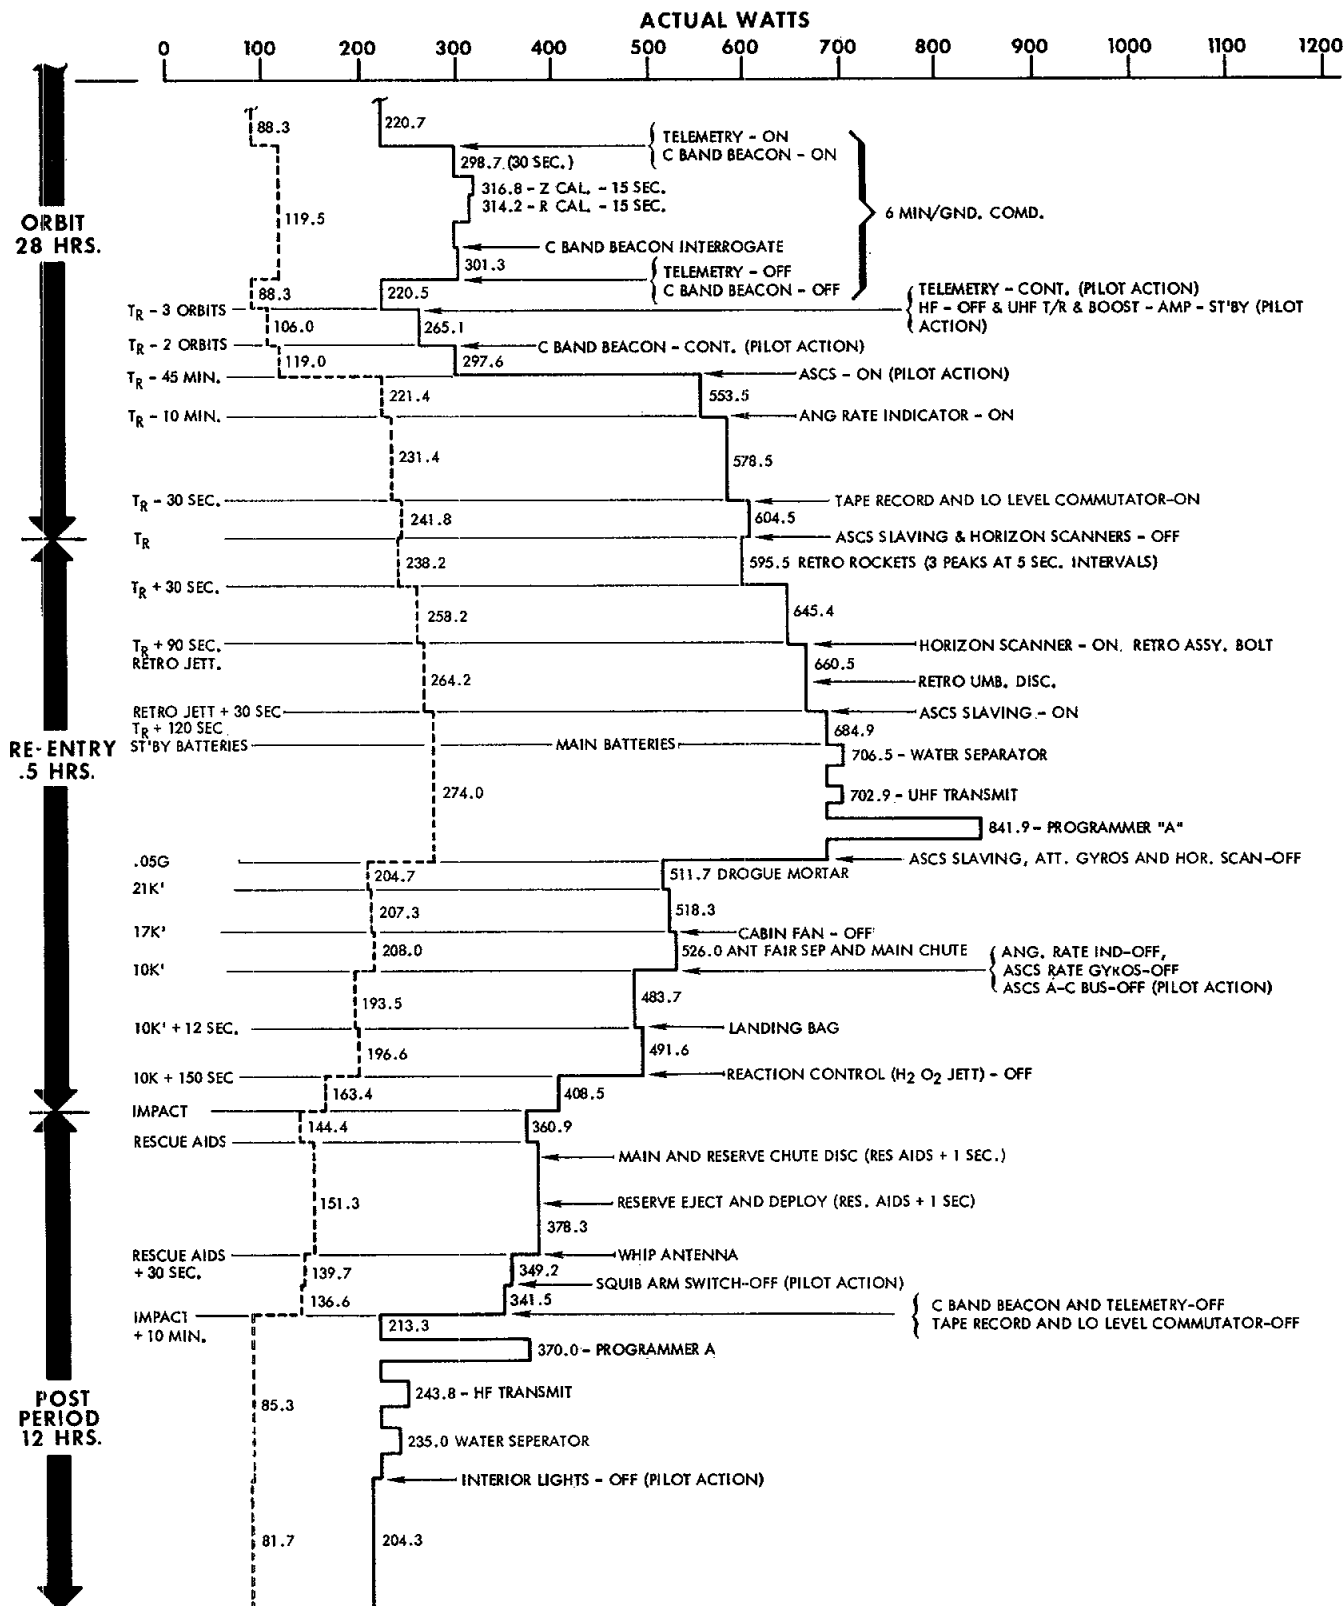 ACTUAL WATTS
0 100 200 300 400 500 600 700 800 900 1000 1100 1200
88.3 220.7
TELEMETRY - ON
C BAND BEACON - ON
298.7 (30 SEC.)
316.8 - Z CAL. - 15 SEC.
314.2 - R CAL. - 15 SEC.
119.5
6 MIN/GND. COMD.
ORBIT
28 HRS.
C BAND BEACON INTERROGATE
301.3
TELEMETRY - OFF
C BAND BEACON - OFF
88.3 220.5
TELEMETRY - CONT. (PILOT ACTION)
HF - OFF & UHF T/R & BOOST - AMP - ST'BY (PILOT
ACTION)
TR - 3 ORBITS
106.0 265.1
TR - 2 ORBITS
C BAND BEACON - CONT. (PILOT ACTION)
119.0 297.6
TR - 45 MIN.
ASCS - ON (PILOT ACTION)
221.4 553.5
TR - 10 MIN.
ANG RATE INDICATOR - ON
231.4 578.5
TR - 30 SEC.
TAPE RECORD AND LO LEVEL COMMUTATOR-ON
241.8 604.5
TR
ASCS SLAVING & HORIZON SCANNERS - OFF
238.2 595.5 RETRO ROCKETS (3 PEAKS AT 5 SEC. INTERVALS)
TR + 30 SEC.
258.2 645.4
TR + 90 SEC.
RETRO JETT.
HORIZON SCANNER - ON, RETRO ASSY. BOLT
264.2 660.5
RETRO UMB. DISC.
RETRO JETT + 30 SEC
TR + 120 SEC
ST'BY BATTERIES
ASCS SLAVING - ON
684.9
MAIN BATTERIES
RE-ENTRY
.5 HRS.
706.5 - WATER SEPARATOR
274.0
702.9 - UHF TRANSMIT
841.9 - PROGRAMMER "A"
.05G
ASCS SLAVING, ATT. GYROS AND HOR. SCAN-OFF
204.7 511.7 DROGUE MORTAR
21K'
207.3 518.3
17K'
CABIN FAN - OFF
208.0 526.0 ANT FAIR SEP AND MAIN CHUTE
10K'
ANG. RATE IND-OFF,
ASCS RATE GYROS-OFF
ASCS A-C BUS-OFF (PILOT ACTION)
193.5 483.7
10K' + 12 SEC.
LANDING BAG
196.6 491.6
10K + 150 SEC
REACTION CONTROL (H2 O2 JETT) - OFF
163.4 408.5
IMPACT
144.4 360.9
RESCUE AIDS
MAIN AND RESERVE CHUTE DISC (RES AIDS + 1 SEC.)
151.3
RESERVE EJECT AND DEPLOY (RES. AIDS + 1 SEC)
378.3
RESCUE AIDS
+ 30 SEC.
WHIP ANTENNA
139.7 349.2
SQUIB ARM SWITCH-OFF (PILOT ACTION)
136.6 341.5
IMPACT
+ 10 MIN.
C BAND BEACON AND TELEMETRY-OFF
TAPE RECORD AND LO LEVEL COMMUTATOR-OFF
213.3
370.0 - PROGRAMMER A
POST
PERIOD
12 HRS.
85.3
243.8 - HF TRANSMIT
235.0 WATER SEPERATOR
INTERIOR LIGHTS - OFF (PILOT ACTION)
81.7 204.3